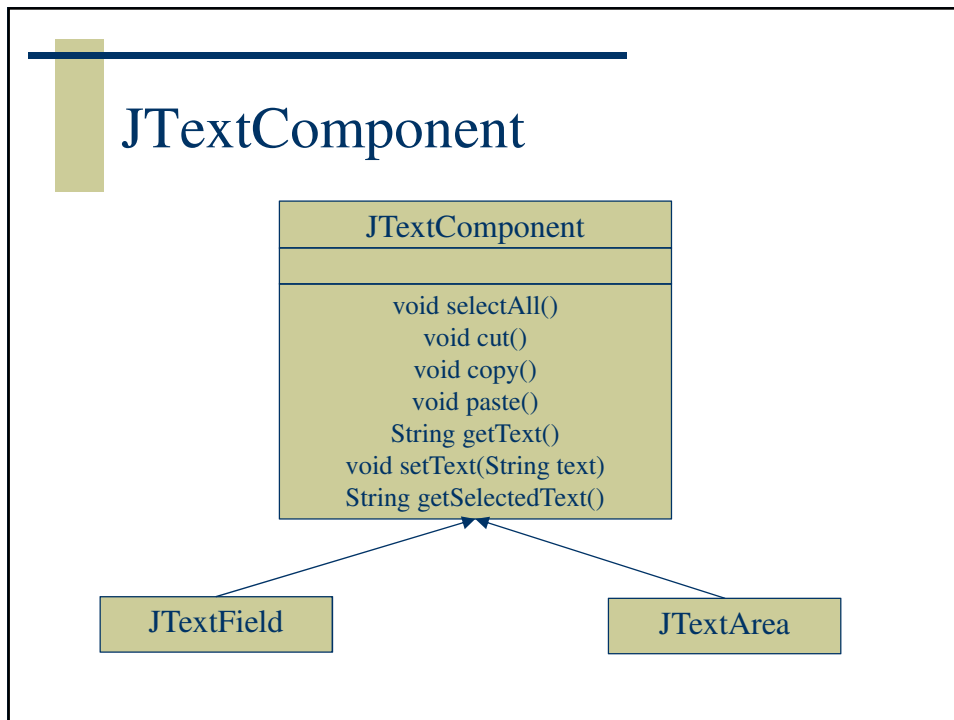 JTextComponent
JTextComponent
void selectAll()
void cut()
void copy()
void paste()
String getText()
void setText(String text)
String getSelectedText()
JTextField
JTextArea